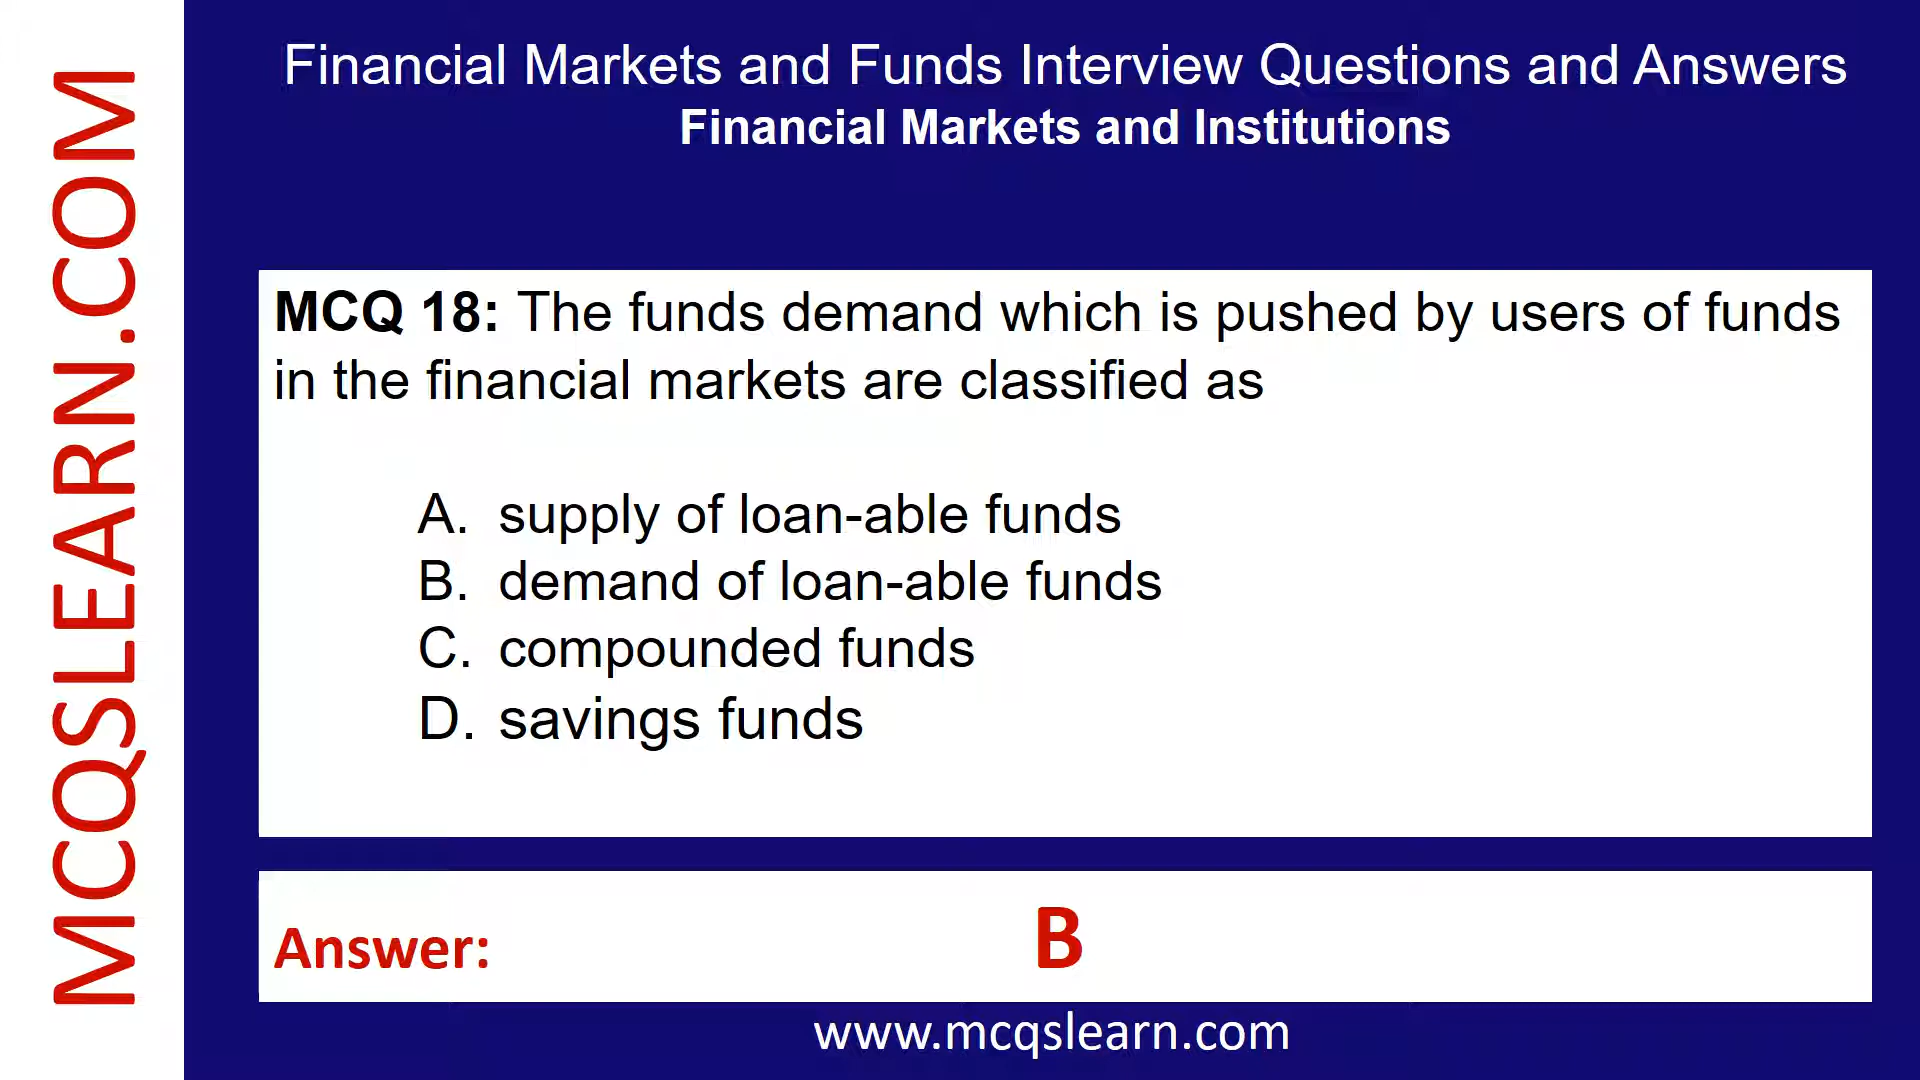 MCQSLEARN.COM
Financial Markets and Funds Interview Questions and Answers
Financial Markets and Institutions
MCQ 18: The funds demand which is pushed by users of funds
in the financial markets are classified as
A. supply of loan-able funds
B. demand of loan-able funds
C. compounded funds
D. savings funds
Answer: B
www.mcqslearn.com